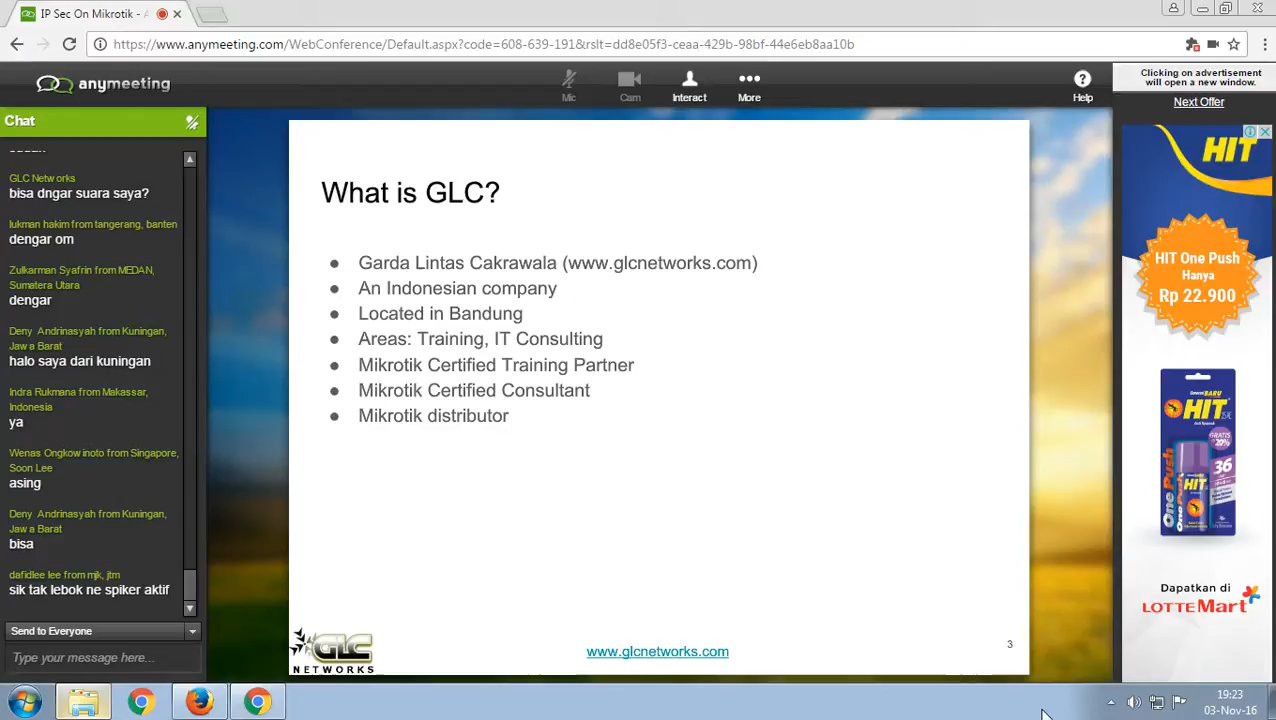 IP Sec On Mikrotik - A
https://www.anymeeting.com/WebConference/Default.aspx?code=608-639-191&rslt=dd8e05f3-ceaa-429b-98bf-44e6eb8aa10b
anymeeting
Mic
Cam
Interact
More
Help
Clicking on advertisement
will open a new window.
Next Offer
Chat
GLC Networks
bisa dngar suara saya?
lukman hakim from tangerang, banten
dengar om
Zulkarman Syafrin from MEDAN,
Sumatera Utara
dengar
Deny Andrinasyah from Kuningan,
Jawa Barat
halo saya dari kuningan
Indra Rukmana from Makassar,
Indonesia
ya
Wenas Ongkowinoto from Singapore,
Soon Lee
asing
Deny Andrinasyah from Kuningan,
Jawa Barat
bisa
dafidlee lee from mjk, jtm
sik tak lebok ne spiker aktif
Send to Everyone
Type your message here...
What is GLC?
● Garda Lintas Cakrawala (www.glcnetworks.com)
● An Indonesian company
● Located in Bandung
● Areas: Training, IT Consulting
● Mikrotik Certified Training Partner
● Mikrotik Certified Consultant
● Mikrotik distributor
GLC
NETWORKS
www.glcnetworks.com
3
HIT
HIT One Push
Hanya
Rp 22.900
BARU
HIT
GRATIS
20%
36
One Push
HIT
Dapatkan di
LOTTEMart
19:23
03-Nov-16